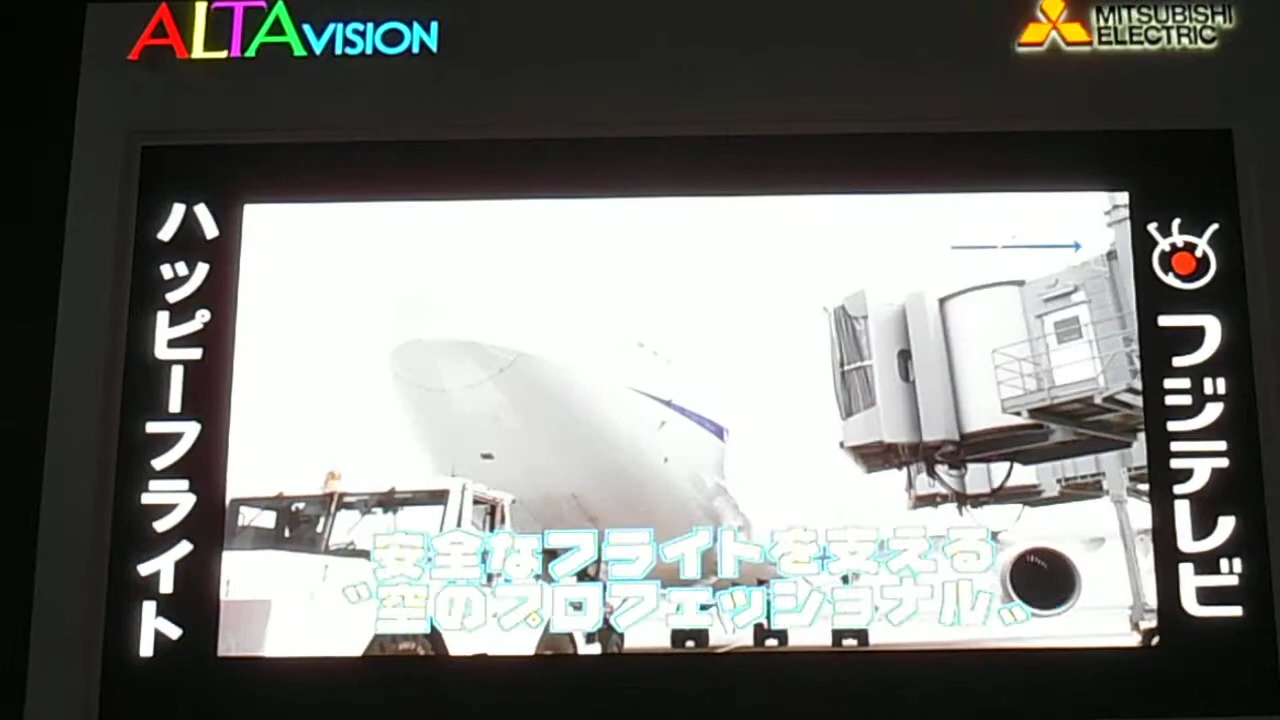 ALTAVISION
MITSUBISHI
ELECTRIC
ハッピーフライト
フジテレビ
安全なフライトを支える
〝空のプロフェッショナル〟